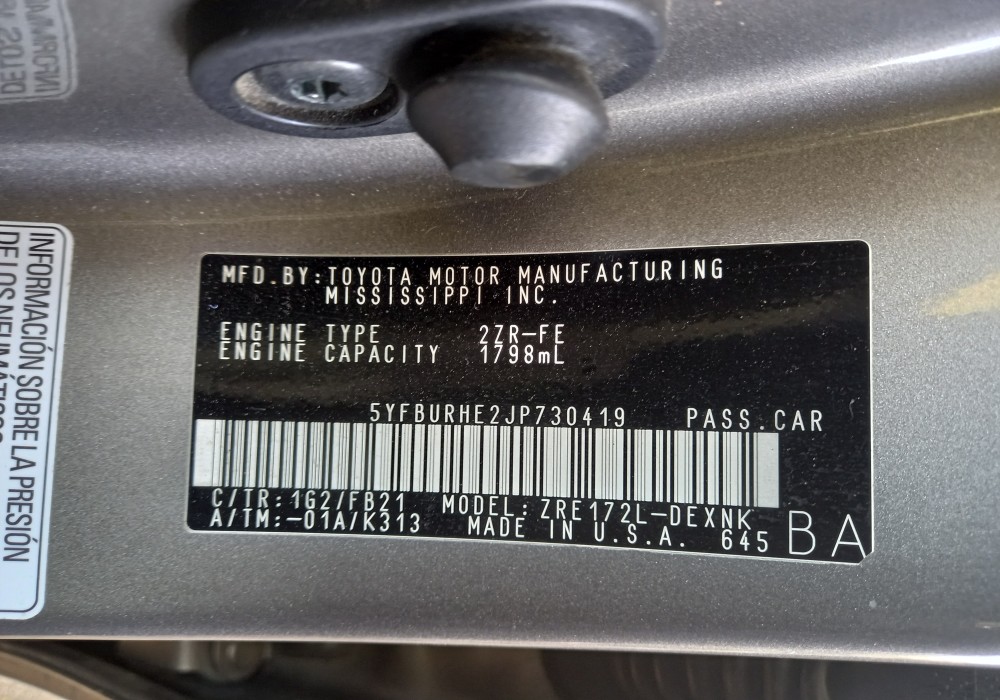 MFD.BY:TOYOTA MOTOR MANUFACTURING
MISSISSIPPI INC.
ENGINE TYPE 2ZR-FE
ENGINE CAPACITY 1798mL
5YFBURHE2JP730419 PASS.CAR
C/TR:1G2/FB21 MODEL:ZRE172L-DEXNK
A/TM:-01A/K313 MADE IN U.S.A. 645 BA
INFORMACIÓN SOBRE LA PRESIÓN
DE LOS NEUMÁTICOS